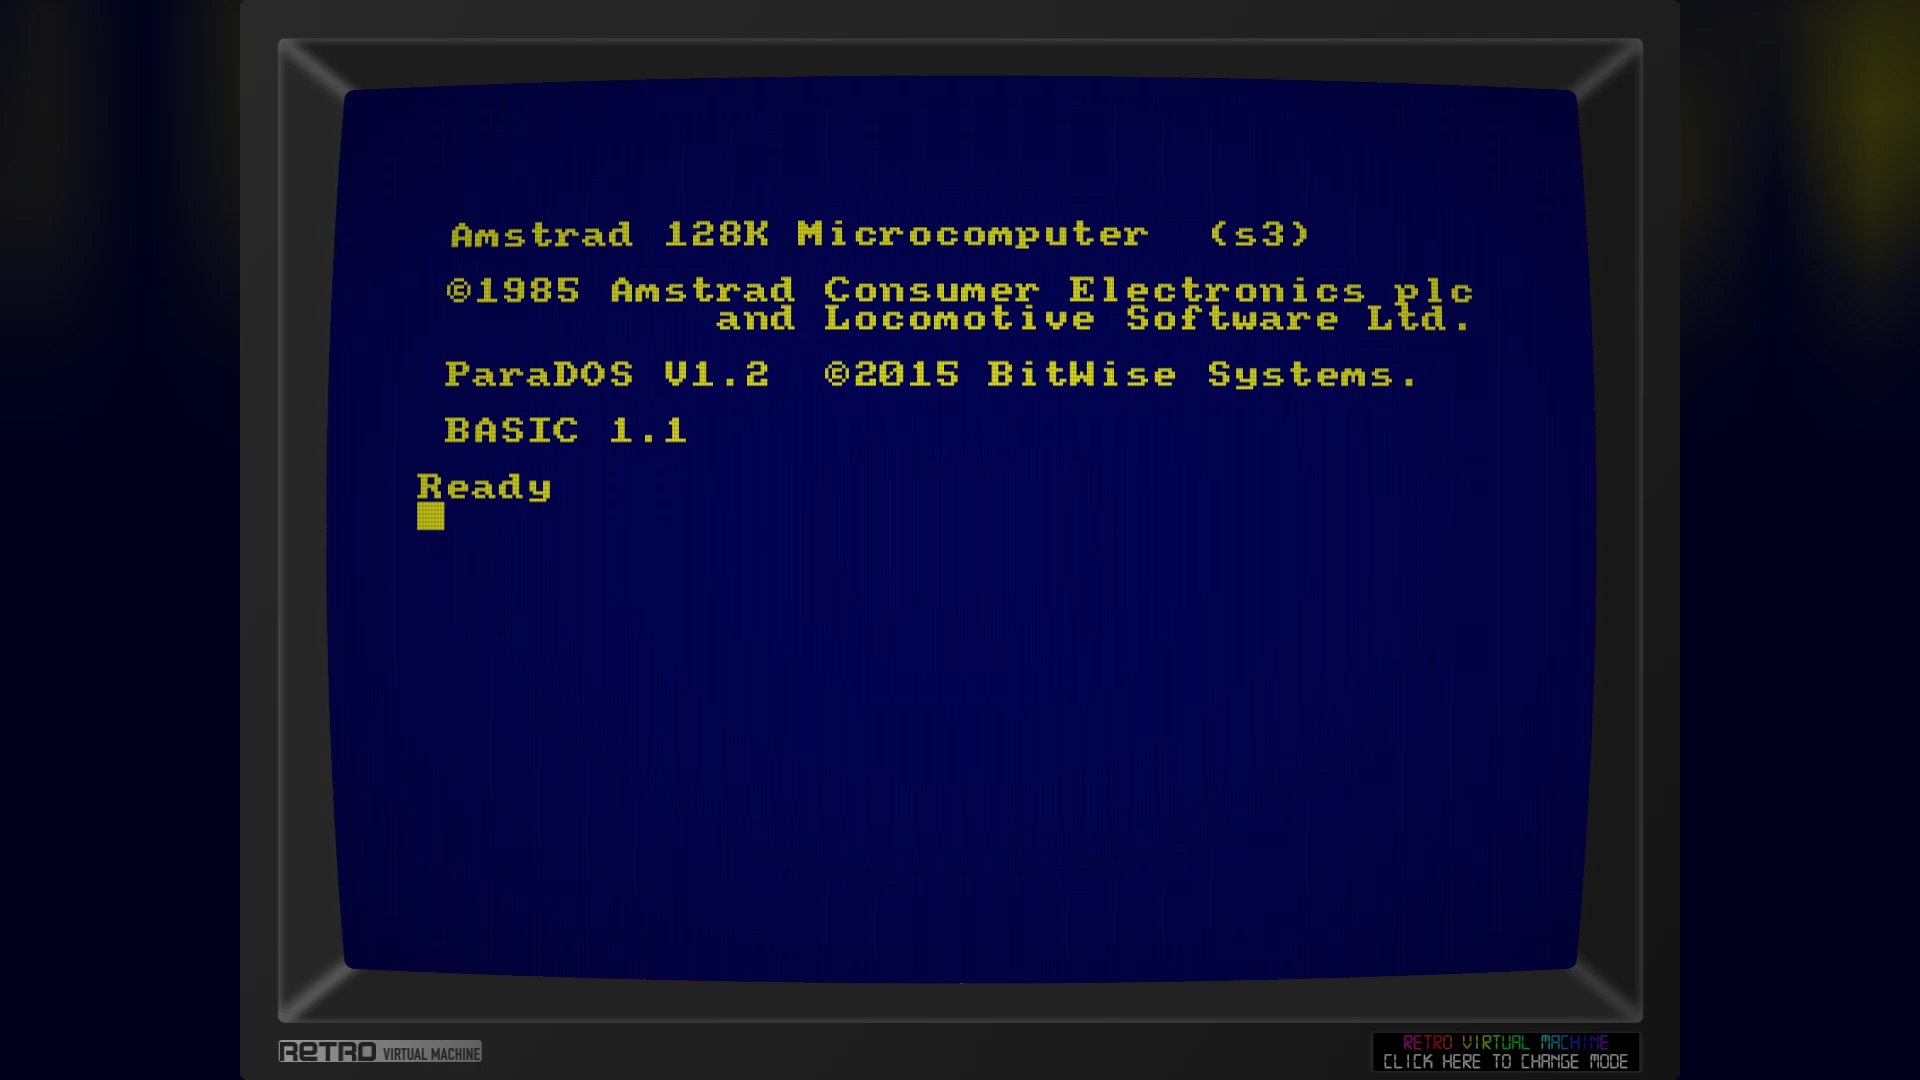 Amstrad 128K Microcomputer (s3)
©1985 Amstrad Consumer Electronics plc
and Locomotive Software Ltd.
ParaDOS V1.2 ©2015 BitWise Systems.
BASIC 1.1
Ready
RETRO VIRTUAL MACHINE
RETRO VIRTUAL MACHINE
CLICK HERE TO CHANGE MODE